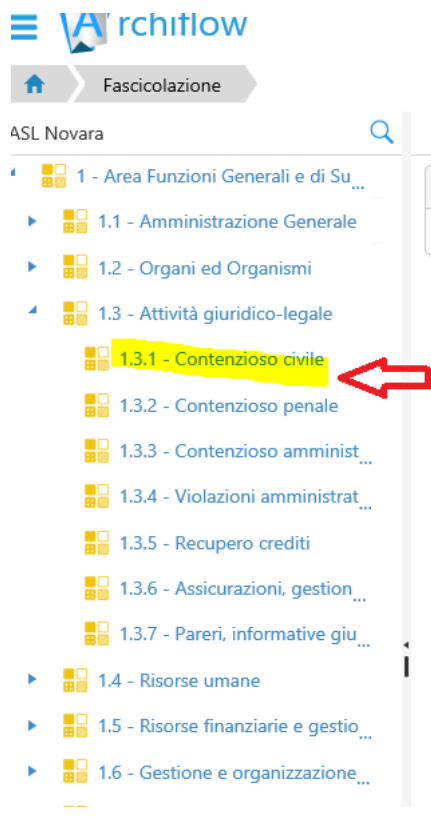 Archiflow
Fascicolazione
ASL Novara
1 - Area Funzioni Generali e di Su...
1.1 - Amministrazione Generale
1.2 - Organi ed Organismi
1.3 - Attività giuridico-legale
1.3.1 - Contenzioso civile
1.3.2 - Contenzioso penale
1.3.3 - Contenzioso amminist...
1.3.4 - Violazioni amministrat...
1.3.5 - Recupero crediti
1.3.6 - Assicurazioni, gestion...
1.3.7 - Pareri, informative giu...
1.4 - Risorse umane
1.5 - Risorse finanziarie e gestio...
1.6 - Gestione e organizzazione...